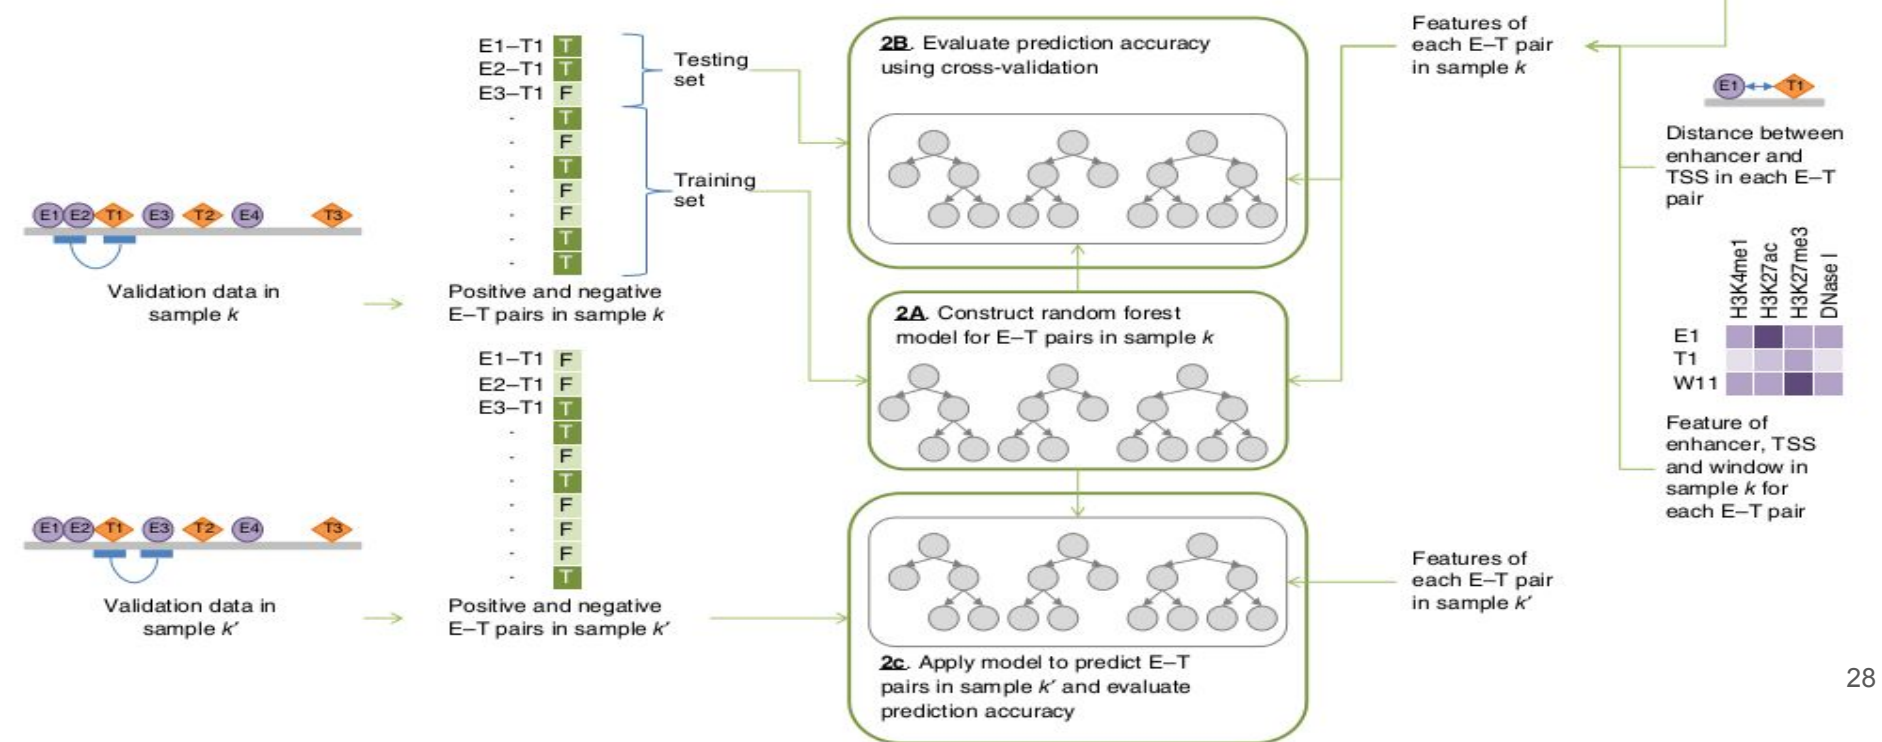 E1–T1 T
E2–T1 T
E3–T1 F
T
F
T
F
F
T
T
Testing
set
Training
set
E1 E2 T1 E3 T2 E4 T3
Validation data in
sample k
Positive and negative
E–T pairs in sample k
E1–T1 F
E2–T1 F
E3–T1 T
T
F
T
F
F
F
T
E1 E2 T1 E3 T2 E4 T3
Validation data in
sample k′
Positive and negative
E–T pairs in sample k′
2B. Evaluate prediction accuracy
using cross-validation
2A. Construct random forest
model for E–T pairs in sample k
2c. Apply model to predict E–T
pairs in sample k′ and evaluate
prediction accuracy
Features of
each E–T pair
in sample k
E1 T1
Distance between
enhancer and
TSS in each E–T
pair
H3K4me1
H3K27ac
H3K27me3
DNase I
E1
T1
W11
Feature of
enhancer, TSS
and window in
sample k for
each E–T pair
Features of
each E–T pair
in sample k′
28